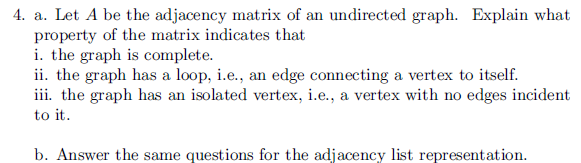 4. a. Let A be the adjacency matrix of an undirected graph. Explain what
property of the matrix indicates that
i. the graph is complete.
ii. the graph has a loop, i.e., an edge connecting a vertex to itself.
iii. the graph has an isolated vertex, i.e., a vertex with no edges incident
to it.
b. Answer the same questions for the adjacency list representation.